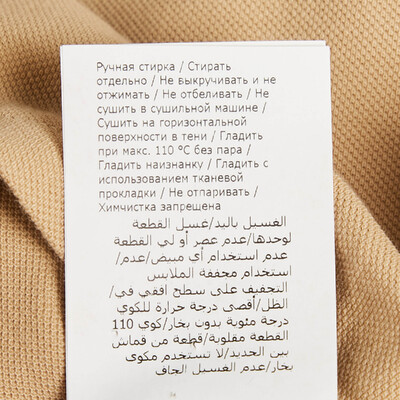 Ручная стирка / Стирать
отдельно / Не выкручивать и не
отжимать / Не отбеливать / Не
сушить в сушильной машине /
Сушить на горизонтальной
поверхности в тени / Гладить
при макс. 110 °C без пара /
Гладить наизнанку / Гладить с
использованием тканевой
прокладки / Не отпаривать /
Химчистка запрещена
الغسيل باليد/غسل القطعة
لوحدها/عدم عصر أو لي القطعة
/عدم استخدام أي مبيض/عدم
استخدام مجففة الملابس
/التجفيف على سطح افقي في
الظل/أقصى درجة حرارة للكوي
110 درجة مئوية بدون بخار/كوي
القطعة مقلوبة/قطعة من قماش
بين الحديد/لا تستخدم مكوى
بخار/عدم الغسيل الجاف